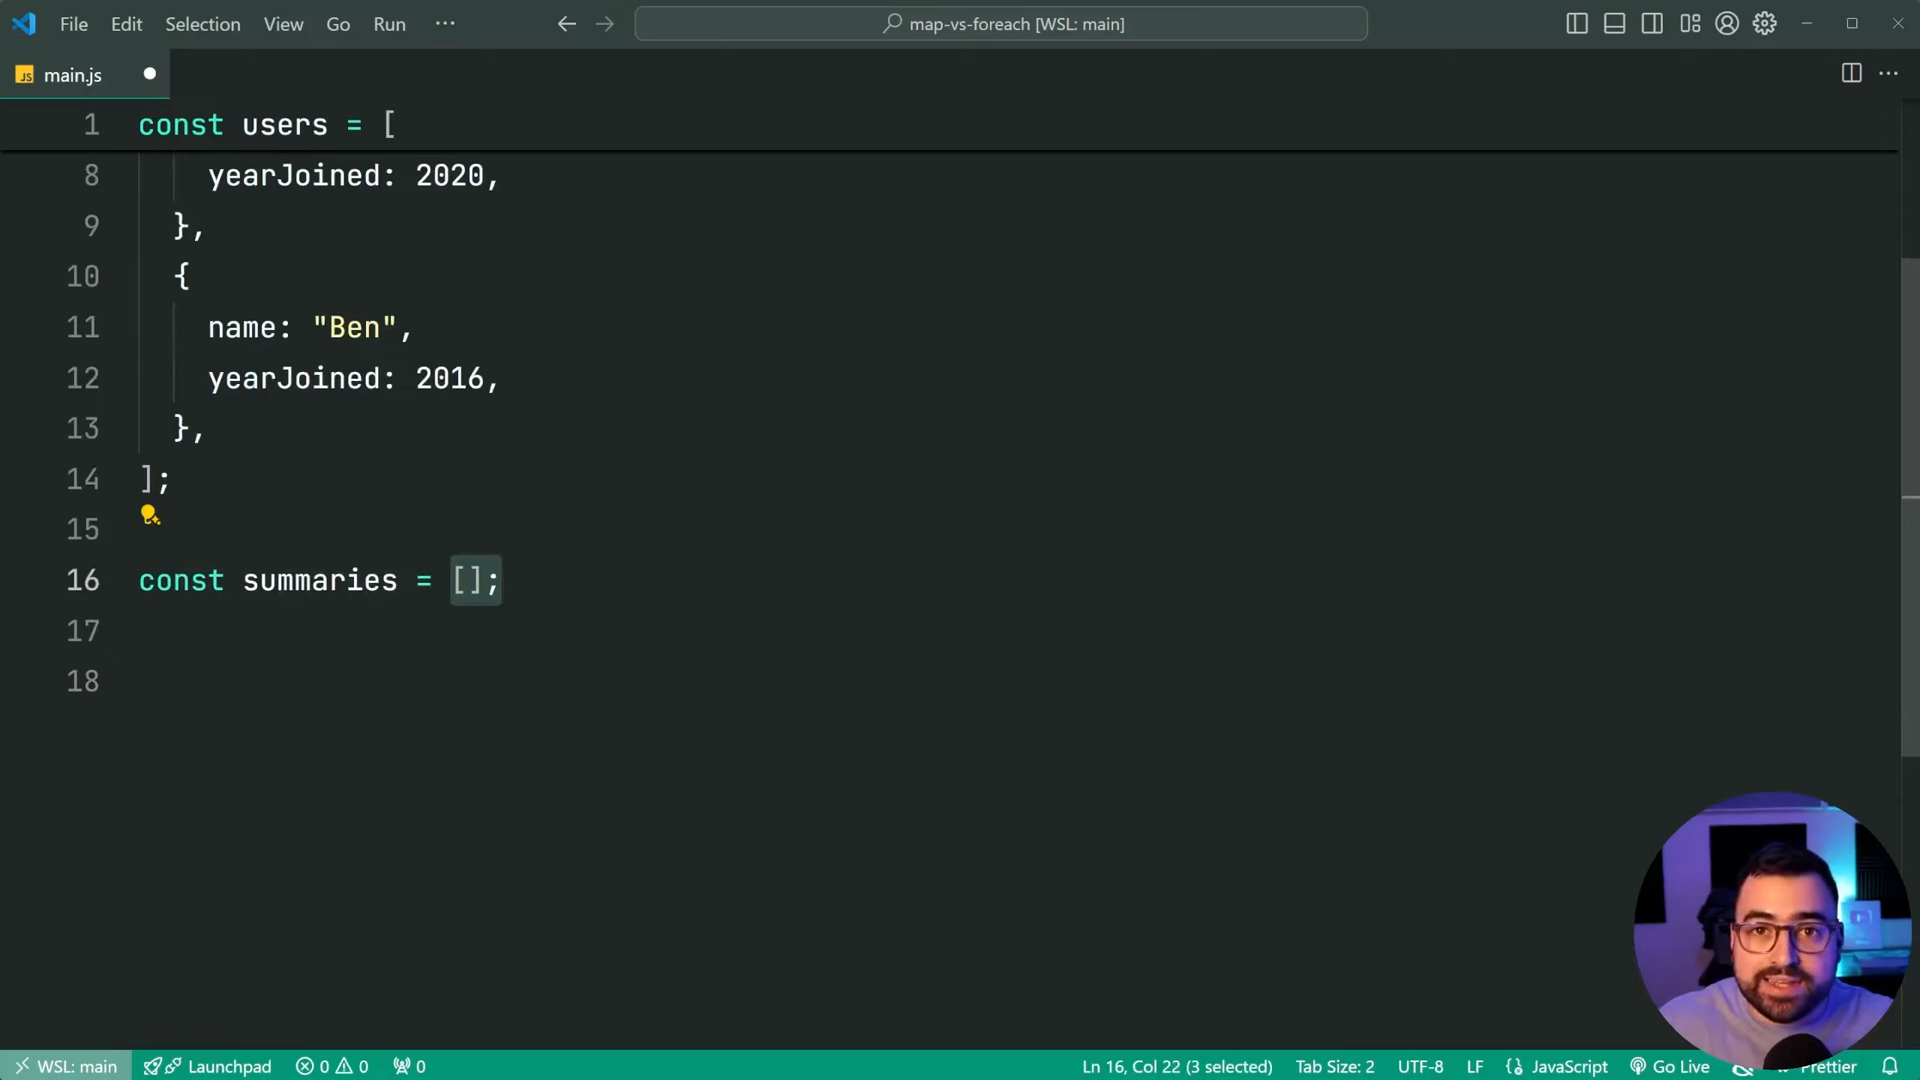 File Edit Selection View Go Run ···
map-vs-foreach [WSL: main]
JS main.js
1 const users = [
8 yearJoined: 2020,
9 },
10 {
11 name: "Ben",
12 yearJoined: 2016,
13 },
14 ];
15
16 const summaries = [];
17
18
WSL: main Launchpad 0 0 0 Ln 16, Col 22 (3 selected) Tab Size: 2 UTF-8 LF {} JavaScript Go Live Prettier